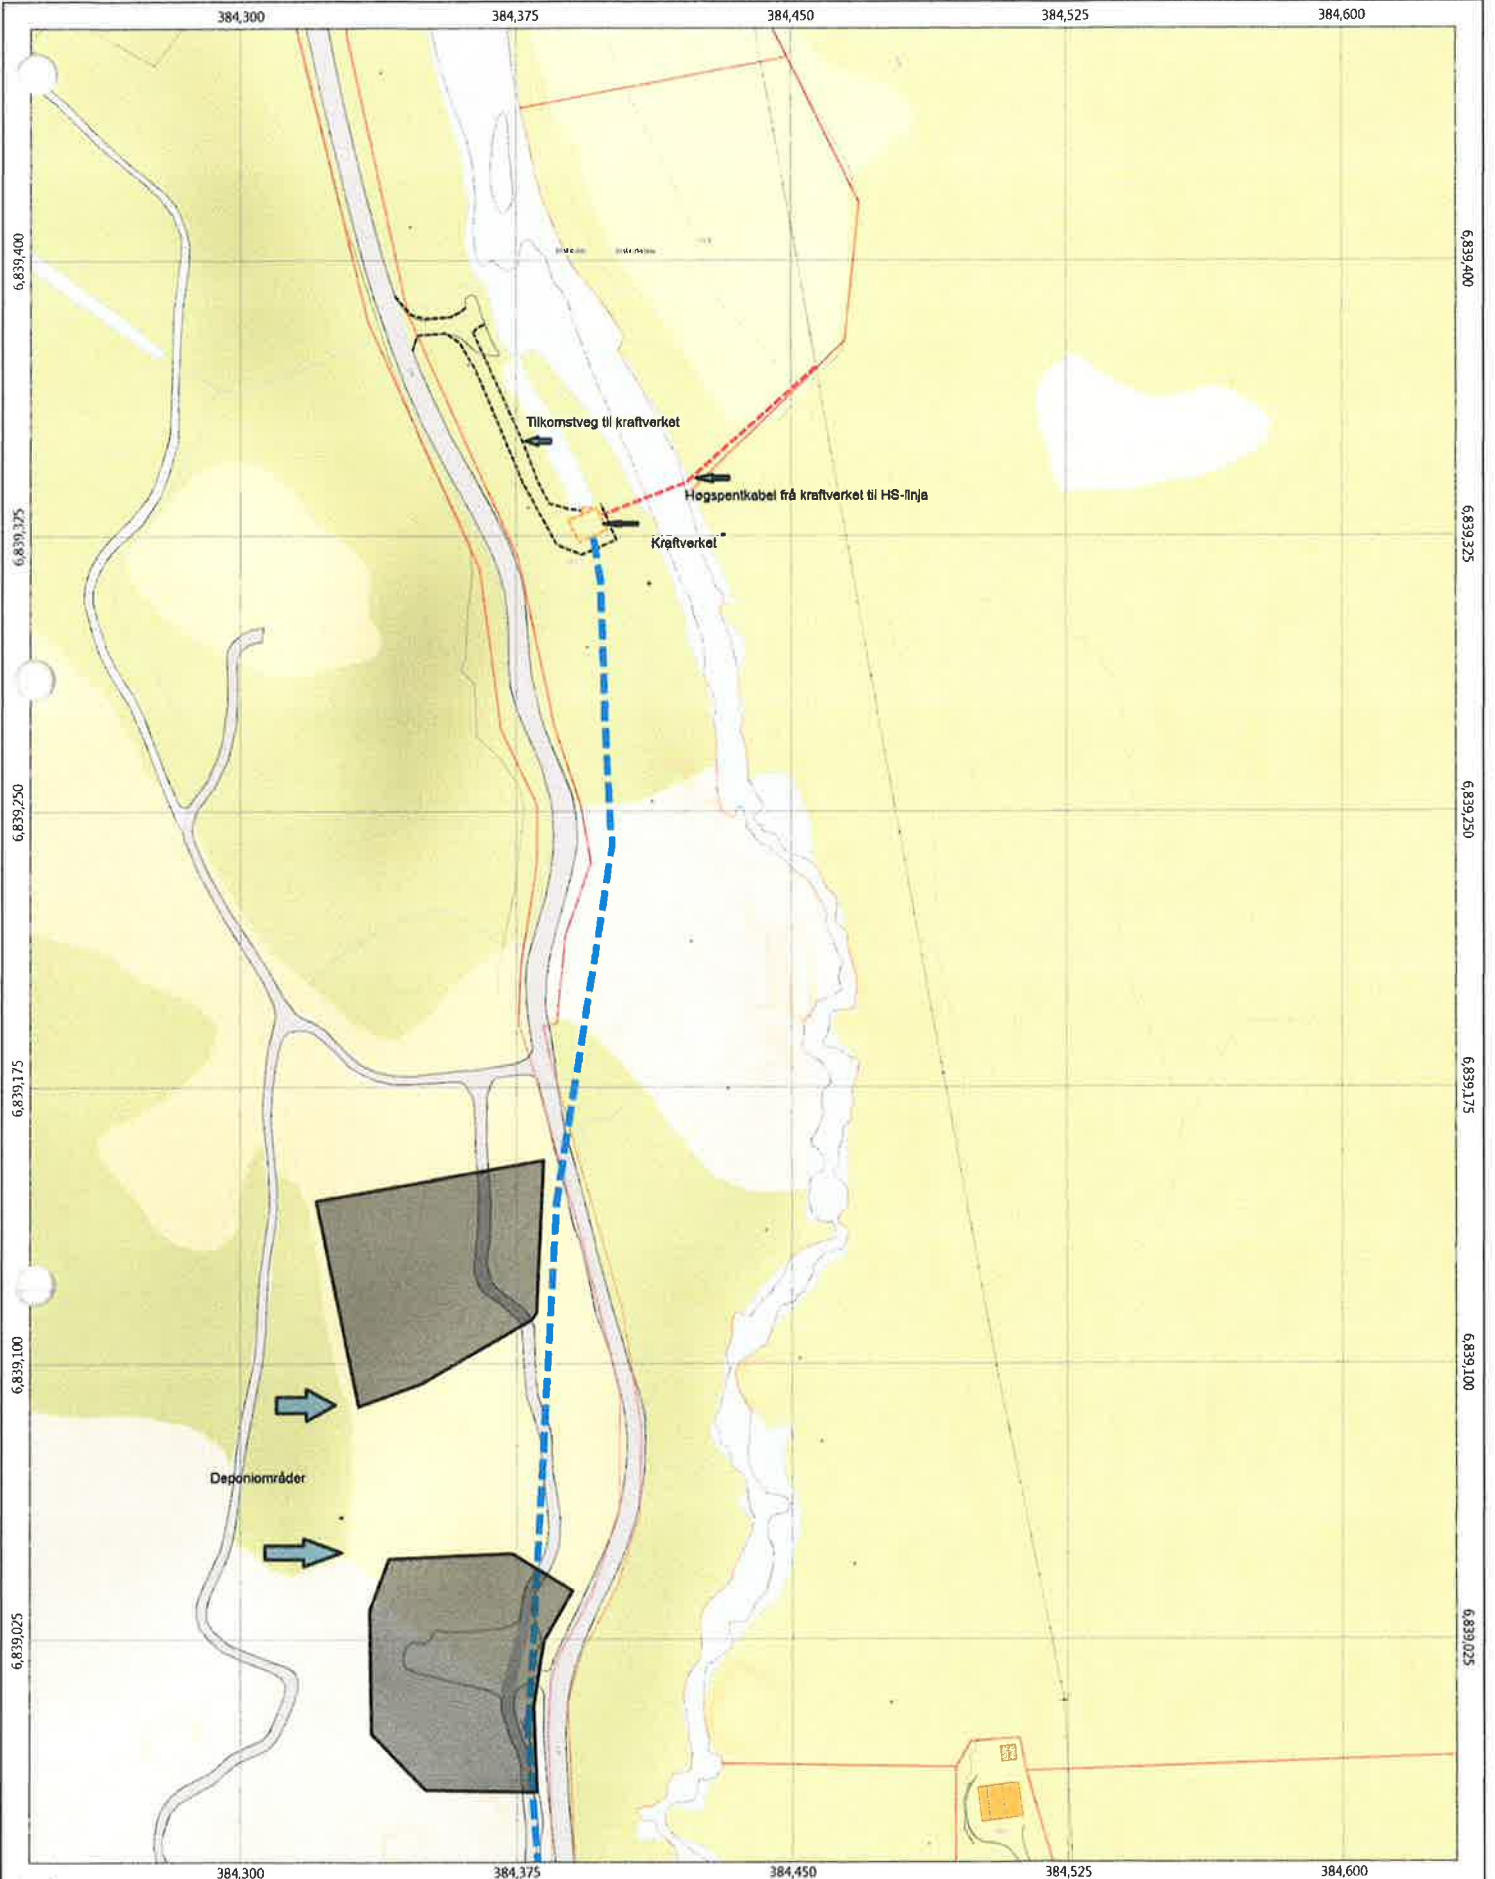 384,300 384,375 384,450 384,525 384,600
6,839,400 6,839,400
Tilkomstveg til kraftverket
Høgspentkabel frå kraftverket til HS-linja
6,839,325 6,839,325
Kraftverket
6,839,250 6,839,250
6,839,175 6,839,175
6,839,100 6,839,100
Deponiområder
6,839,025 6,839,025
384,300 384,375 384,450 384,525 384,600